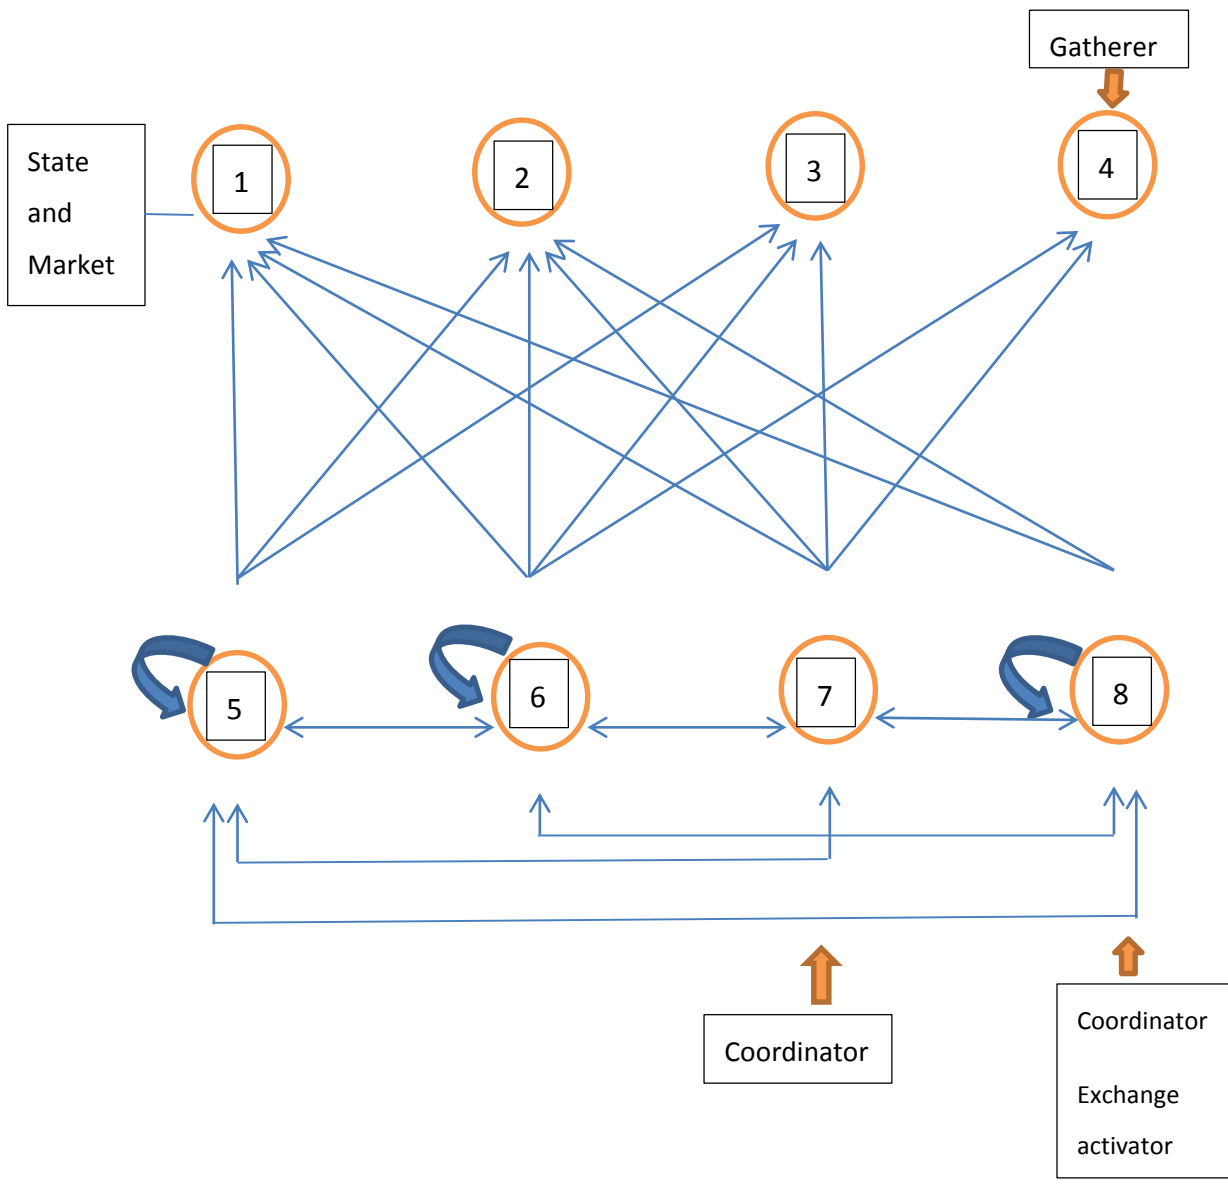 Gatherer
State
and
Market
1
2
3
4
5
6
7
8
Coordinator
Coordinator
Exchange
activator